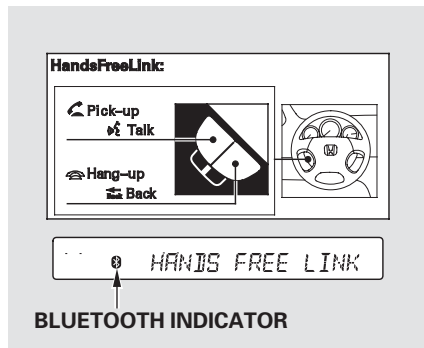 HandsFreeLink:
Pick-up
Talk
Hang-up
Back
HANDS FREE LINK
BLUETOOTH INDICATOR